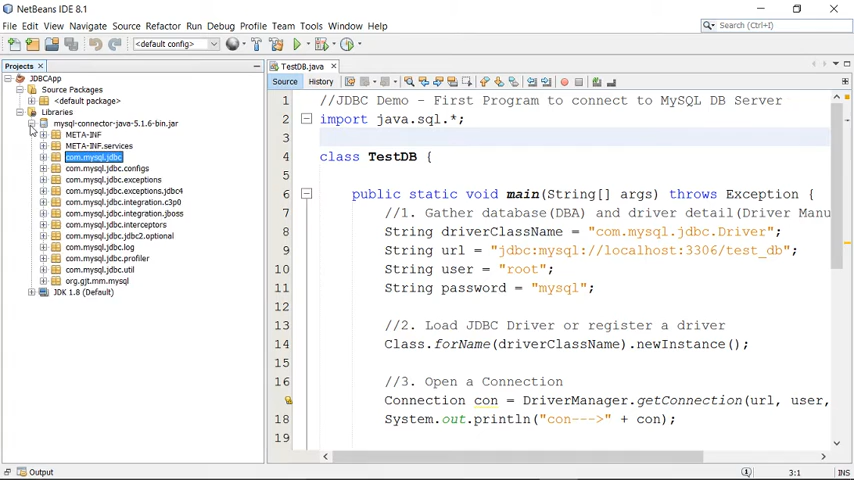 NetBeans IDE 8.1
File Edit View Navigate Source Refactor Run Debug Profile Team Tools Window Help
Search (Ctrl+I)
<default config>
Projects
JDBCApp
Source Packages
<default package>
Libraries
mysql-connector-java-5.1.6-bin.jar
META-INF
META-INF.services
com.mysql.jdbc
com.mysql.jdbc.configs
com.mysql.jdbc.exceptions
com.mysql.jdbc.exceptions.jdbc4
com.mysql.jdbc.integration.c3p0
com.mysql.jdbc.integration.jboss
com.mysql.jdbc.interceptors
com.mysql.jdbc.jdbc2.optional
com.mysql.jdbc.log
com.mysql.jdbc.profiler
com.mysql.jdbc.util
org.gjt.mm.mysql
JDK 1.8 (Default)
TestDB.java
Source History
1 //JDBC Demo - First Program to connect to MySQL DB Server
2 import java.sql.*;
3
4 class TestDB {
5
6 public static void main(String[] args) throws Exception {
7 //1. Gather database(DBA) and driver detail(Driver Manu
8 String driverClassName = "com.mysql.jdbc.Driver";
9 String url = "jdbc:mysql://localhost:3306/test_db";
10 String user = "root";
11 String password = "mysql";
12
13 //2. Load JDBC Driver or register a driver
14 Class.forName(driverClassName).newInstance();
15
16 //3. Open a Connection
Connection con = DriverManager.getConnection(url, user,
18 System.out.println("con--->" + con);
19
Output
3:1
INS